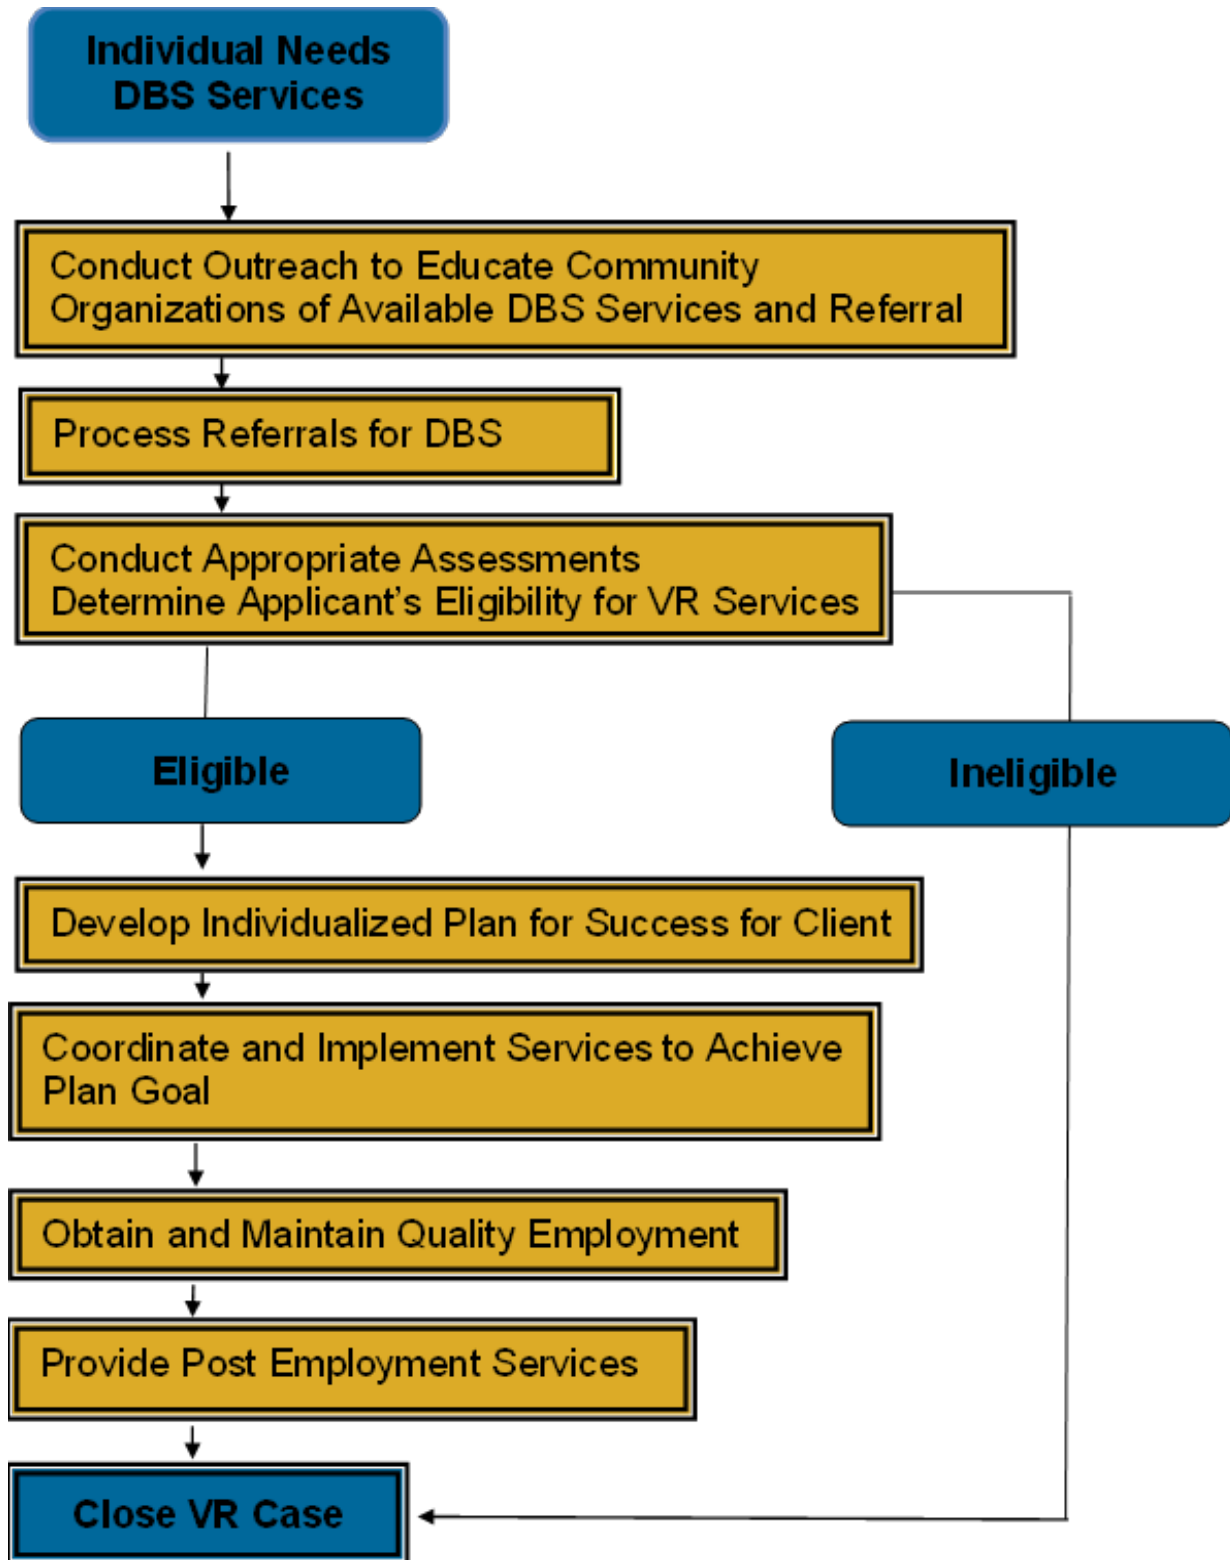 Individual Needs
DBS Services
Conduct Outreach to Educate Community
Organizations of Available DBS Services and Referral
Process Referrals for DBS
Conduct Appropriate Assessments
Determine Applicant's Eligibility for VR Services
Eligible
Ineligible
Develop Individualized Plan for Success for Client
Coordinate and Implement Services to Achieve
Plan Goal
Obtain and Maintain Quality Employment
Provide Post Employment Services
Close VR Case